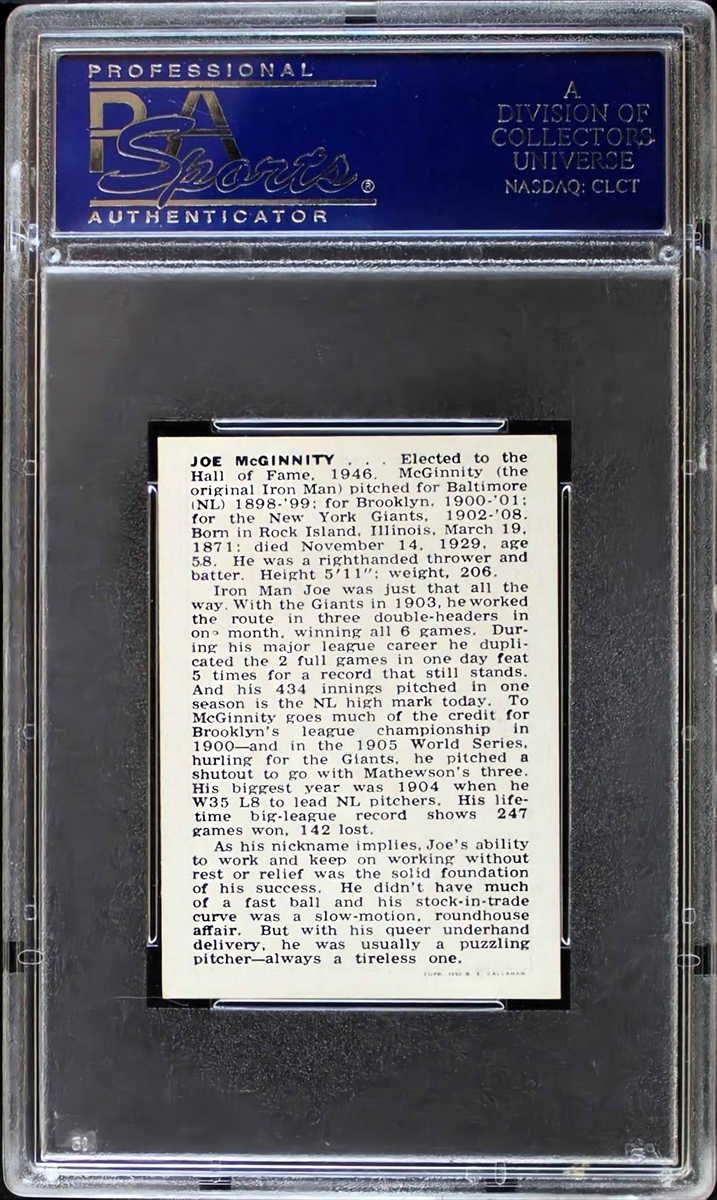 PROFESSIONAL
PSA
Sports®
AUTHENTICATOR
A
DIVISION OF
COLLECTORS
UNIVERSE
NASDAQ: CLCT
JOE McGINNITY . . . Elected to the
Hall of Fame, 1946. McGinnity (the
original Iron Man) pitched for Baltimore
(NL) 1898-'99; for Brooklyn, 1900-'01;
for the New York Giants, 1902-'08.
Born in Rock Island, Illinois, March 19,
1871; died November 14, 1929, age
58. He was a righthanded thrower and
batter. Height 5'11"; weight, 206.
Iron Man Joe was just that all the
way. With the Giants in 1903, he worked
the route in three double-headers in
one month, winning all 6 games. Dur-
ing his major league career he dupli-
cated the 2 full games in one day feat
5 times for a record that still stands.
And his 434 innings pitched in one
season is the NL high mark today. To
McGinnity goes much of the credit for
Brooklyn's league championship in
1900—and in the 1905 World Series,
hurling for the Giants, he pitched a
shutout to go with Mathewson's three.
His biggest year was 1904 when he
W35 L8 to lead NL pitchers. His life-
time big-league record shows 247
games won, 142 lost.
As his nickname implies, Joe's ability
to work and keep on working without
rest or relief was the solid foundation
of his success. He didn't have much
of a fast ball and his stock-in-trade
curve was a slow-motion, roundhouse
affair. But with his queer underhand
delivery, he was usually a puzzling
pitcher—always a tireless one.
COPR. 1950 B. E. CALLAHAN